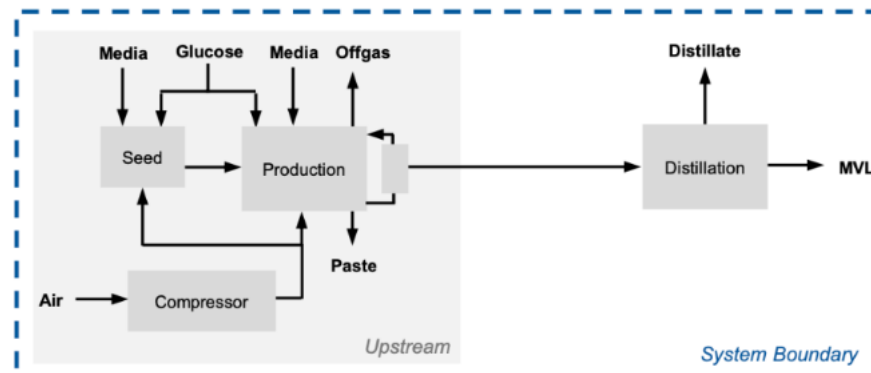 Media
Glucose
Media
Offgas
Distillate
Seed
Production
Distillation
MVL
Paste
Air
Compressor
Upstream
System Boundary